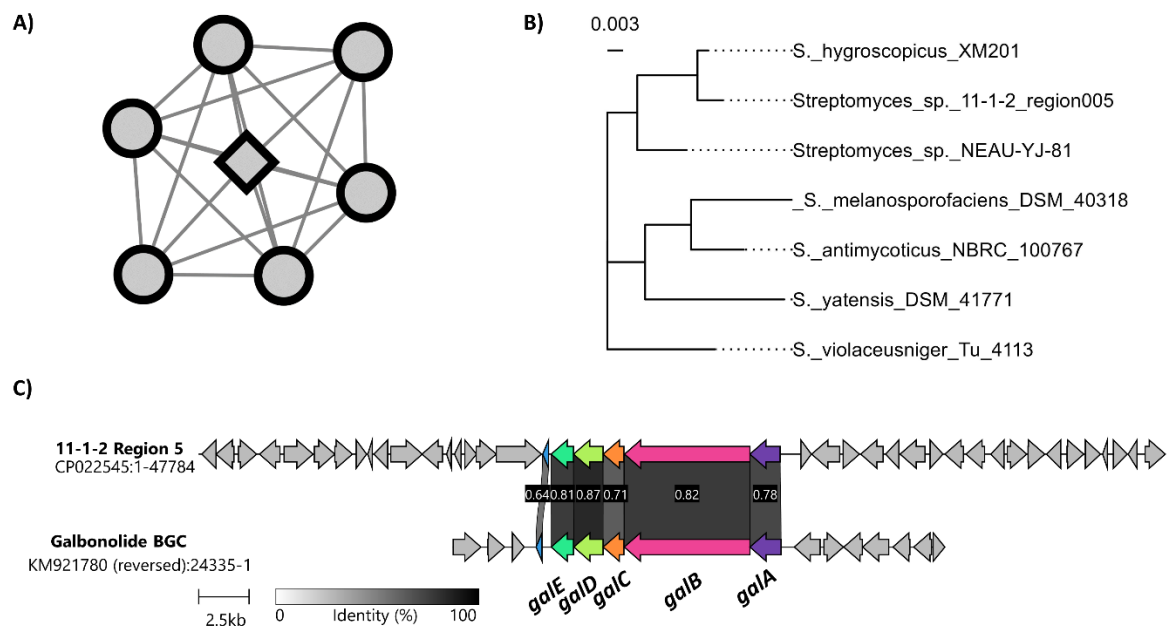 A)
B)
0.003
S._hygroscopicus_XM201
Streptomyces_sp._11-1-2_region005
Streptomyces_sp._NEAU-YJ-81
_S._melanosporofaciens_DSM_40318
S._antimycoticus_NBRC_100767
S._yatensis_DSM_41771
S._violaceusniger_Tu_4113
C)
11-1-2 Region 5
CP022545:1-47784
0.64 0.81 0.87 0.71 0.82 0.78
Galbonolide BGC
KM921780 (reversed):24335-1
galE galD galC galB galA
2.5kb
0 Identity (%) 100